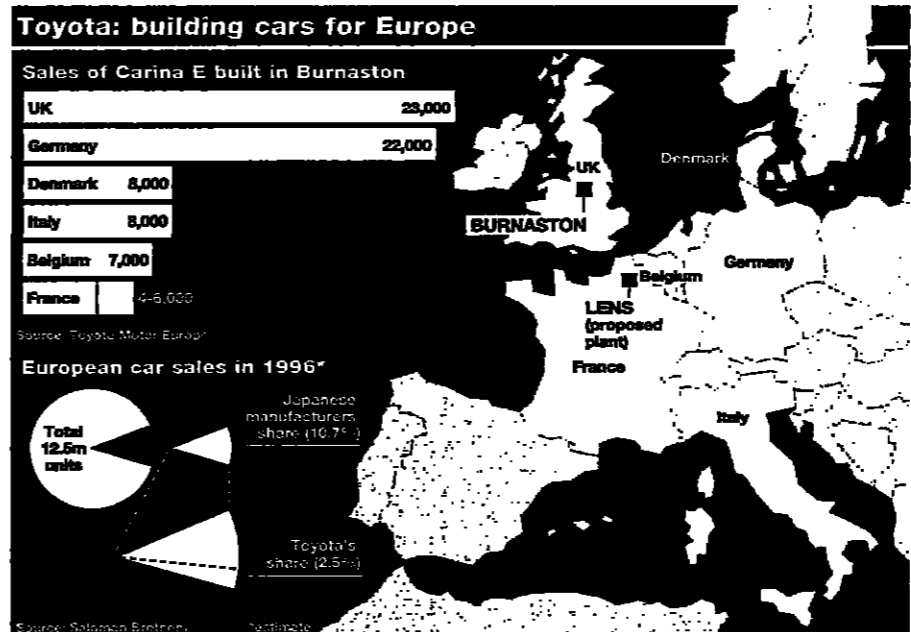 Toyota: building cars for Europe
Sales of Carina E built in Burnaston
UK 23,000
Germany 22,000
Denmark 8,000
Italy 8,000
Belgium 7,000
France 4-6,000
Source: Toyota Motor Europe
European car sales in 1996*
Total
12.5m
units
Japanese
manufacturers
share (10.7%)
Toyota's
share (2.5%)
Source: Salomon Brothers
*estimate
UK
Denmark
BURNASTON
Germany
Belgium
LENS
(proposed
plant)
France
Italy